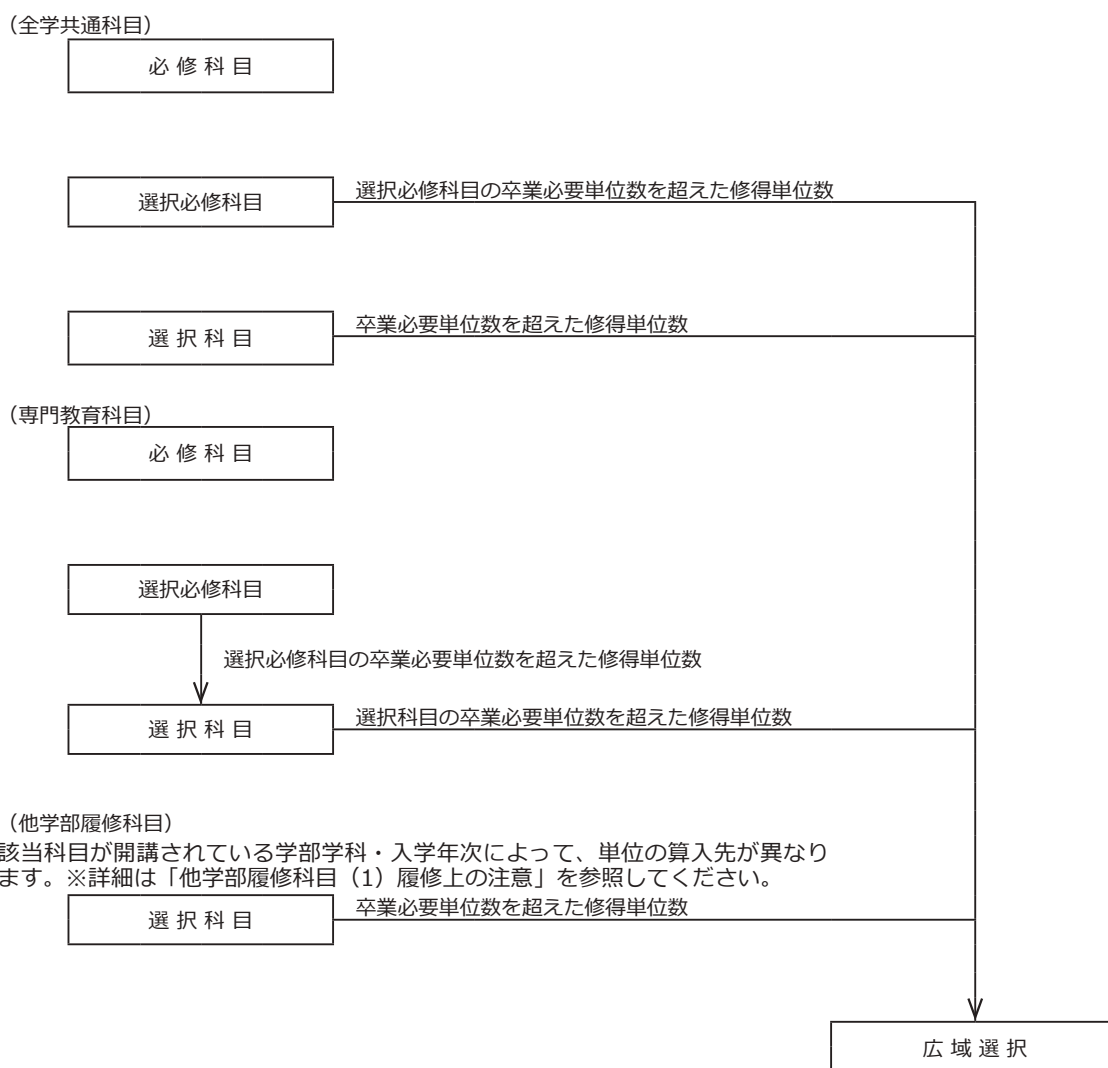 （全学共通科目）
必 修 科 目
選択必修科目
選択必修科目の卒業必要単位数を超えた修得単位数
選 択 科 目
卒業必要単位数を超えた修得単位数
（専門教育科目）
必 修 科 目
選択必修科目
選択必修科目の卒業必要単位数を超えた修得単位数
選 択 科 目
選択科目の卒業必要単位数を超えた修得単位数
（他学部履修科目）
該当科目が開講されている学部学科・入学年次によって、単位の算入先が異なり
ます。※詳細は「他学部履修科目（1）履修上の注意」を参照してください。
選 択 科 目
卒業必要単位数を超えた修得単位数
広 域 選 択